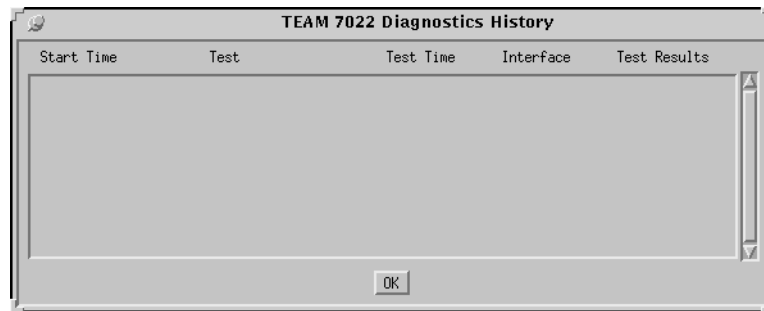 TEAM 7022 Diagnostics History
Start Time Test Test Time Interface Test Results
OK